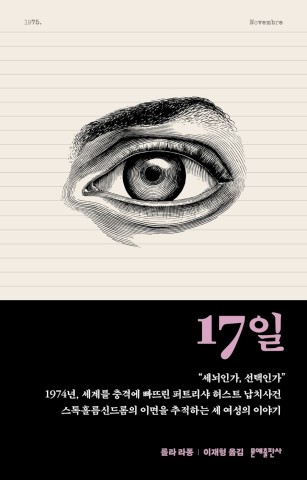 1975.
Novembre
17일
“세뇌인가, 선택인가”
1974년, 세계를 충격에 빠뜨린 퍼트리샤 허스트 납치사건
스톡홀름신드롬의 이면을 추적하는 세 여성의 이야기
롤라 라퐁 | 이재형 옮김 문예출판사